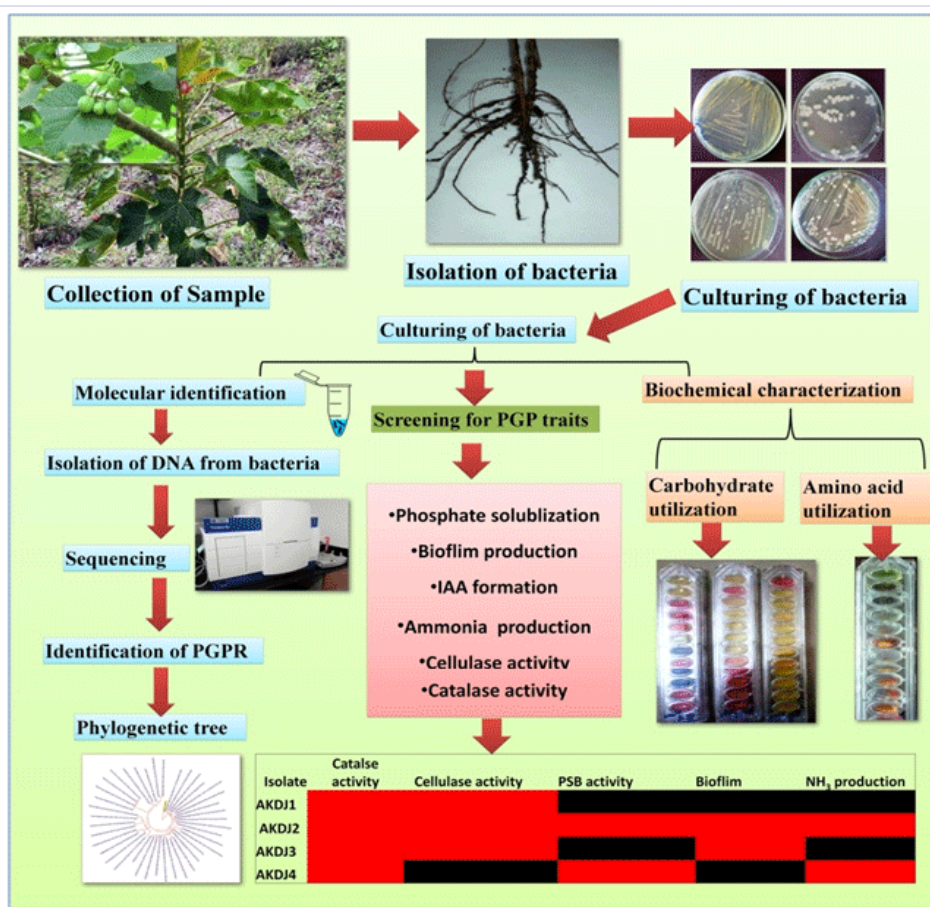 Collection of Sample
Isolation of bacteria
Culturing of bacteria
Culturing of bacteria
Molecular identification
Isolation of DNA from bacteria
Sequencing
Identification of PGPR
Phylogenetic tree
Screening for PGP traits
•Phosphate solublization
•Bioflim production
•IAA formation
•Ammonia production
•Cellulase activitv
•Catalase activity
Biochemical characterization
Carbohydrate
utilization
Amino acid
utilization
Isolate Catalse activity Cellulase activity PSB activity Bioflim NH3 production
AKDJ1
AKDJ2
AKDJ3
AKDJ4